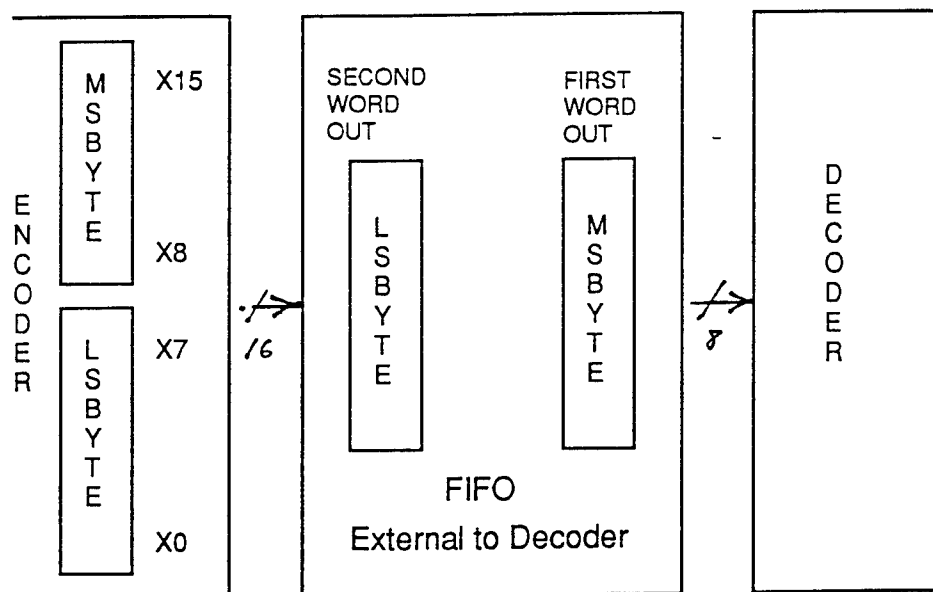 ENCODER
MSBYTE
X15
X8
LSBYTE
X7
X0
16
SECOND
WORD
OUT
LSBYTE
FIRST
WORD
OUT
MSBYTE
FIFO
External to Decoder
8
DECODER